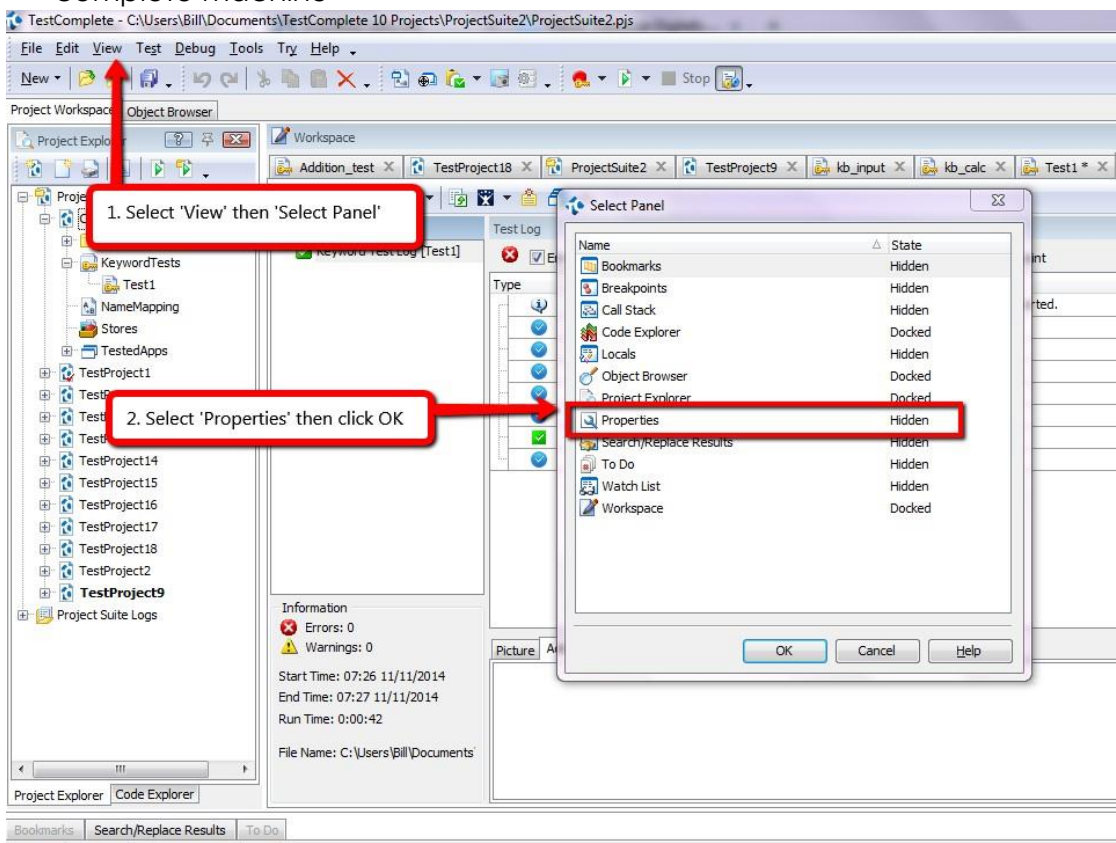 TestComplete - C:\Users\Bill\Documents\TestComplete 10 Projects\ProjectSuite2\ProjectSuite2.pjs
File Edit View Test Debug Tools Try Help
New Stop
Project Workspace Object Browser
Project Explo
Workspace
Addition_test TestProject18 ProjectSuite2 TestProject9 kb_input kb_calc Test1 *
1. Select 'View' then 'Select Panel'
Proje
KeywordTests
Test1
NameMapping
Stores
TestedApps
TestProject1
2. Select 'Properties' then click OK
TestProject14
TestProject15
TestProject16
TestProject17
TestProject18
TestProject2
TestProject9
Project Suite Logs
Project Explorer Code Explorer
Keyword Test Log [Test1]
Information
Errors: 0
Warnings: 0
Start Time: 07:26 11/11/2014
End Time: 07:27 11/11/2014
Run Time: 0:00:42
File Name: C:\Users\Bill\Documents
Test Log
Type
int
rted.
Picture
Select Panel
Name State
Bookmarks Hidden
Breakpoints Hidden
Call Stack Hidden
Code Explorer Docked
Locals Hidden
Object Browser Docked
Project Explorer Docked
Properties Hidden
Search/Replace Results Hidden
To Do Hidden
Watch List Hidden
Workspace Docked
OK Cancel Help
Bookmarks Search/Replace Results To Do